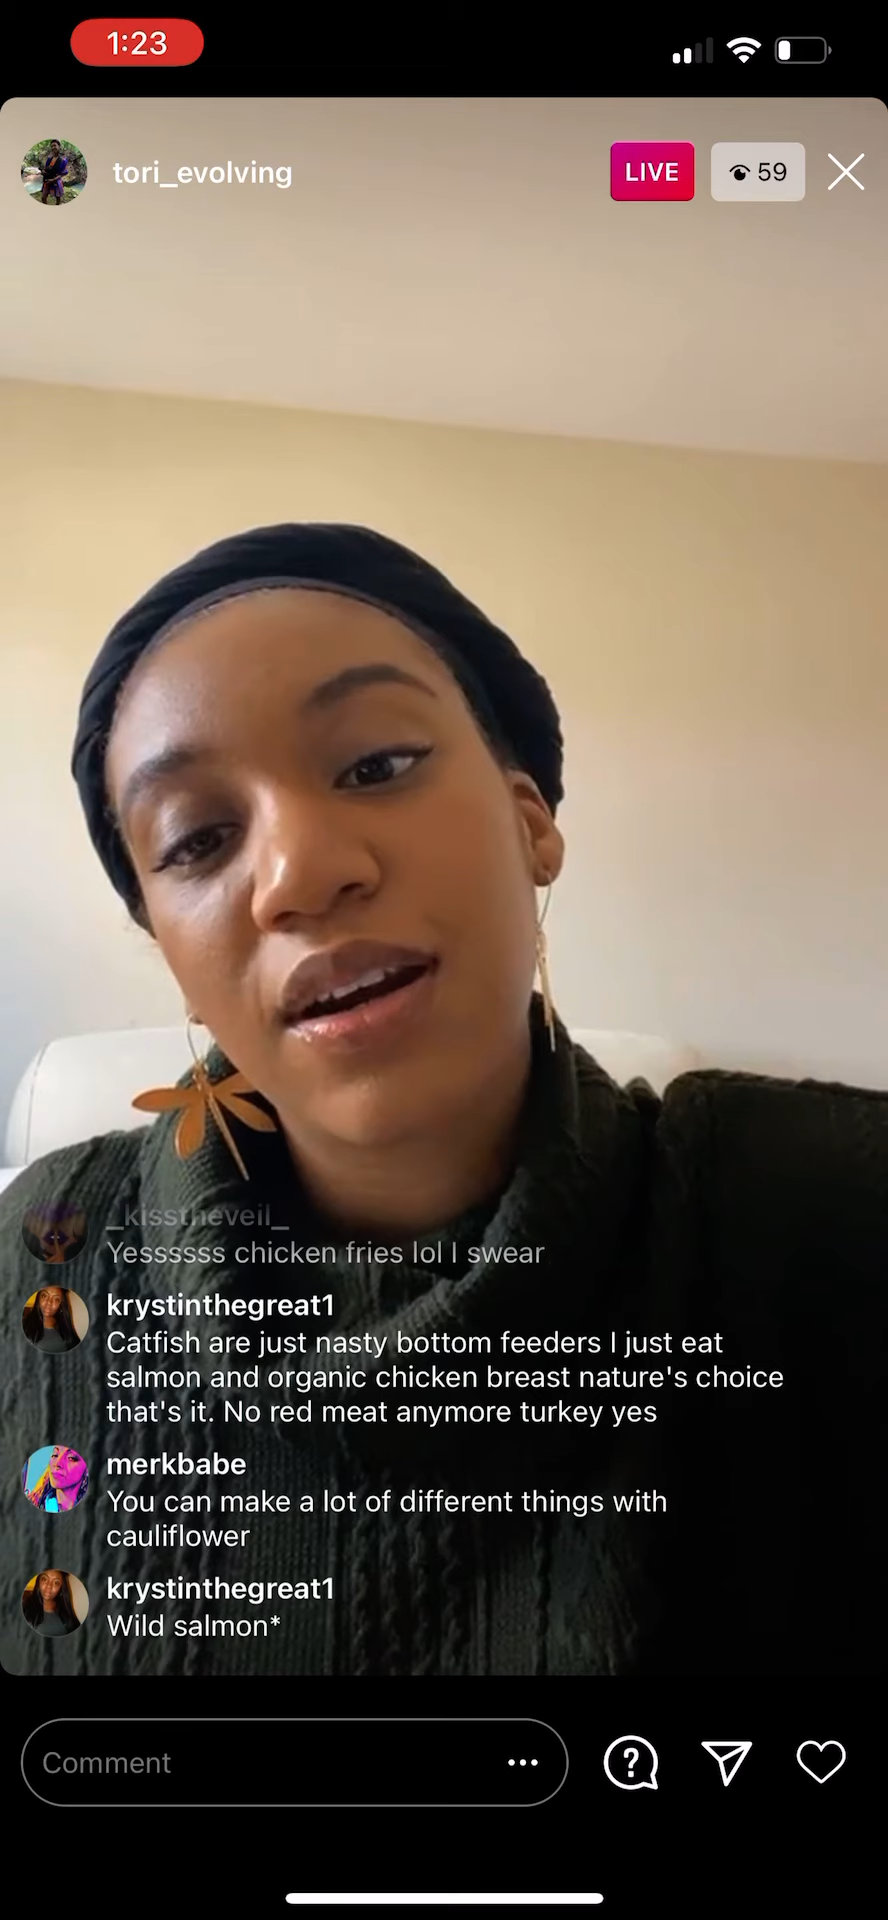 1:23
tori_evolving
LIVE
59
_kisstheveil_
Yessssss chicken fries lol I swear
krystinthegreat1
Catfish are just nasty bottom feeders I just eat
salmon and organic chicken breast nature's choice
that's it. No red meat anymore turkey yes
merkbabe
You can make a lot of different things with
cauliflower
krystinthegreat1
Wild salmon*
Comment